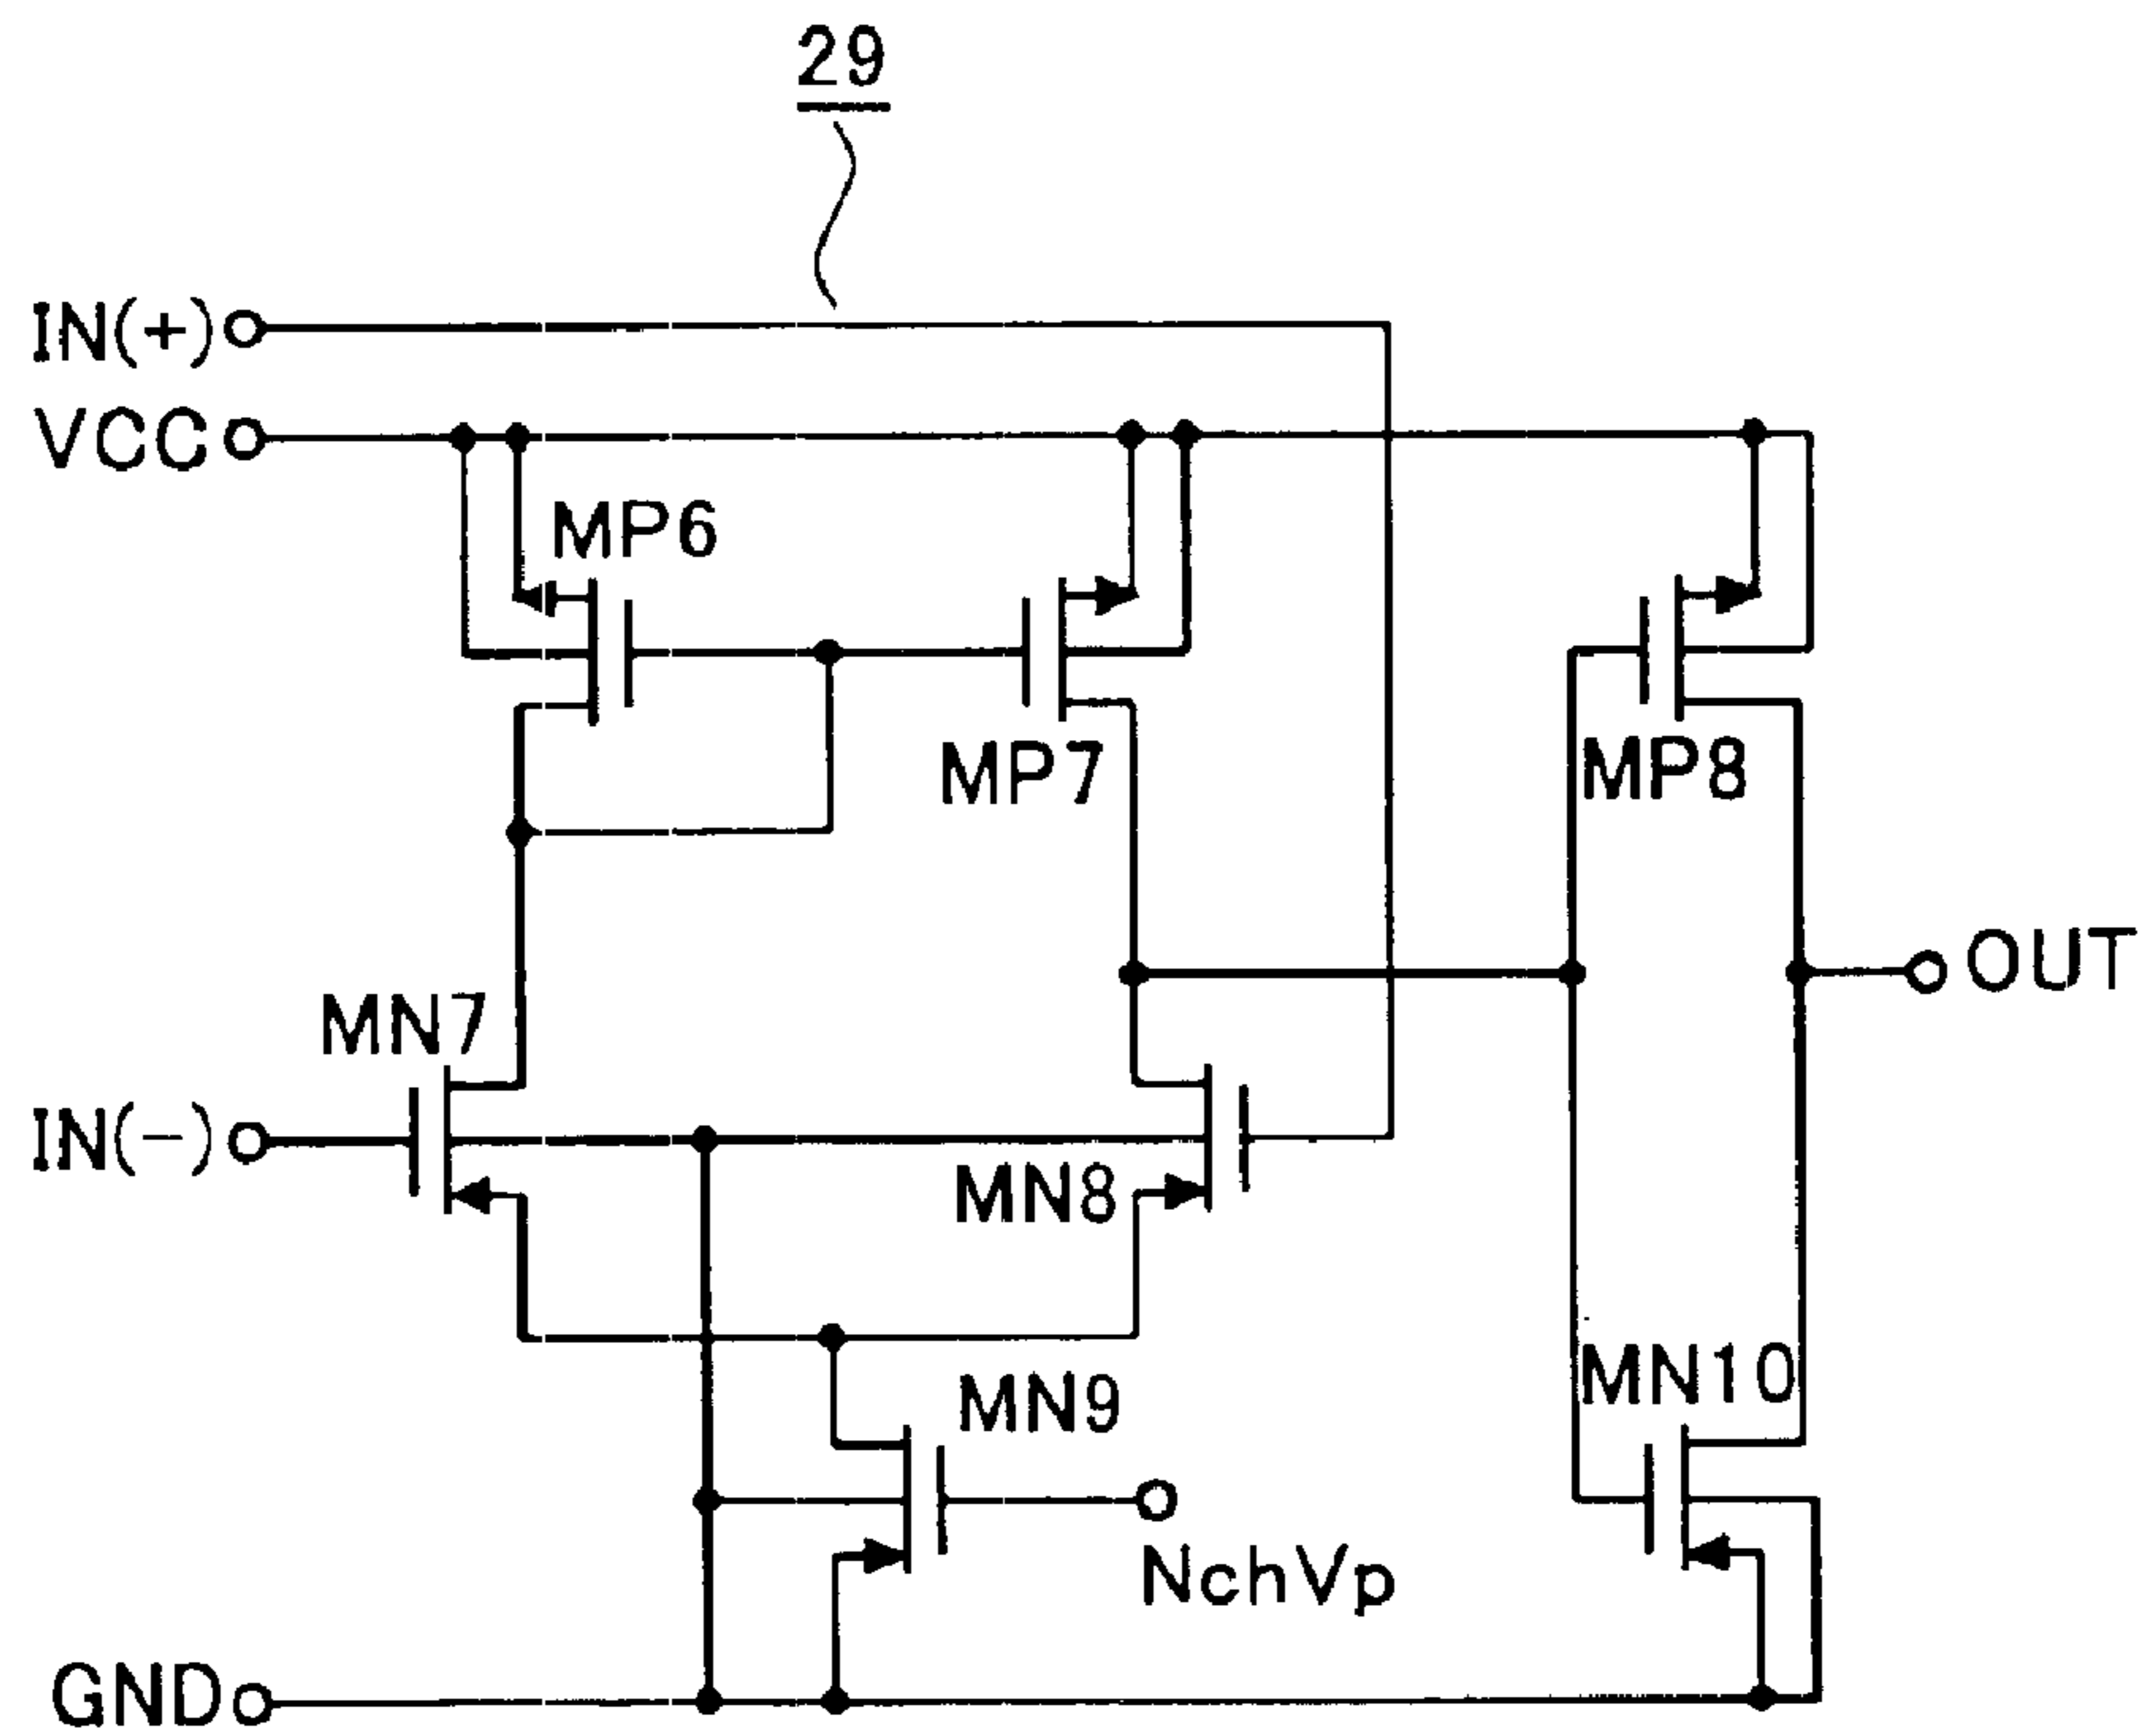 29
IN(+)
VCC
MP6
MP7
MP8
OUT
MN7
IN(-)
MN8
MN9
MN10
NchVp
GND